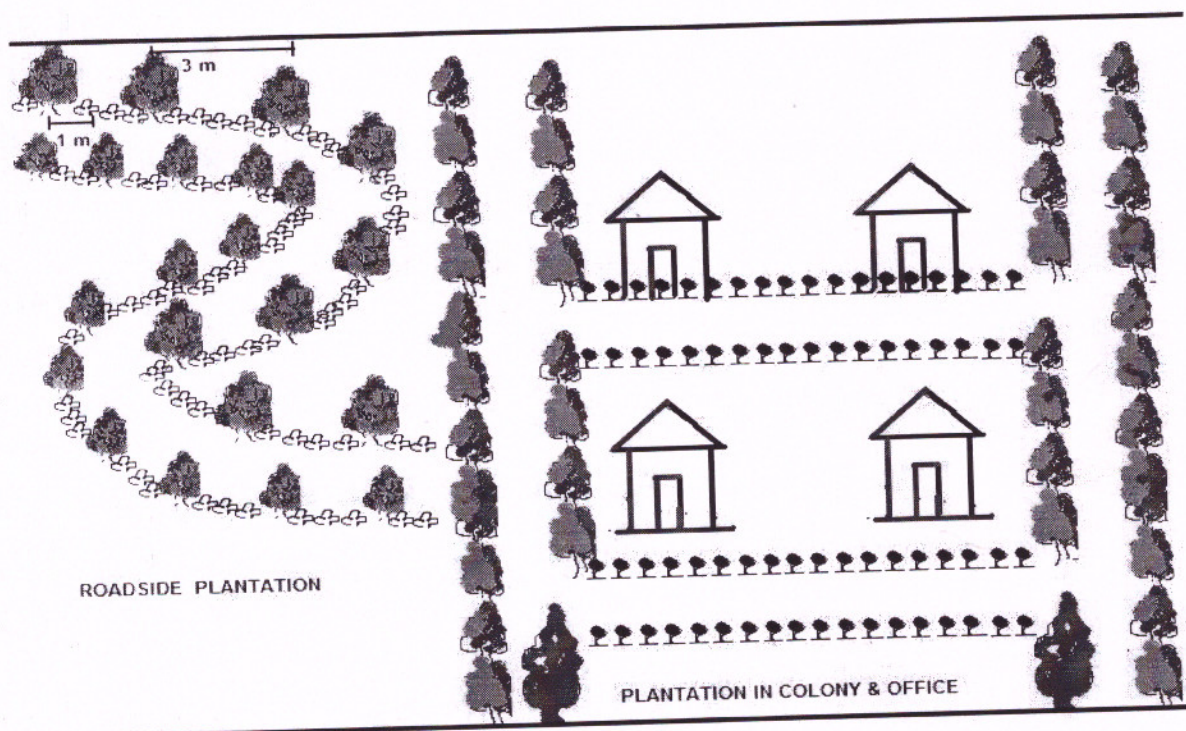 3 m
1 m
ROADSIDE PLANTATION
PLANTATION IN COLONY & OFFICE